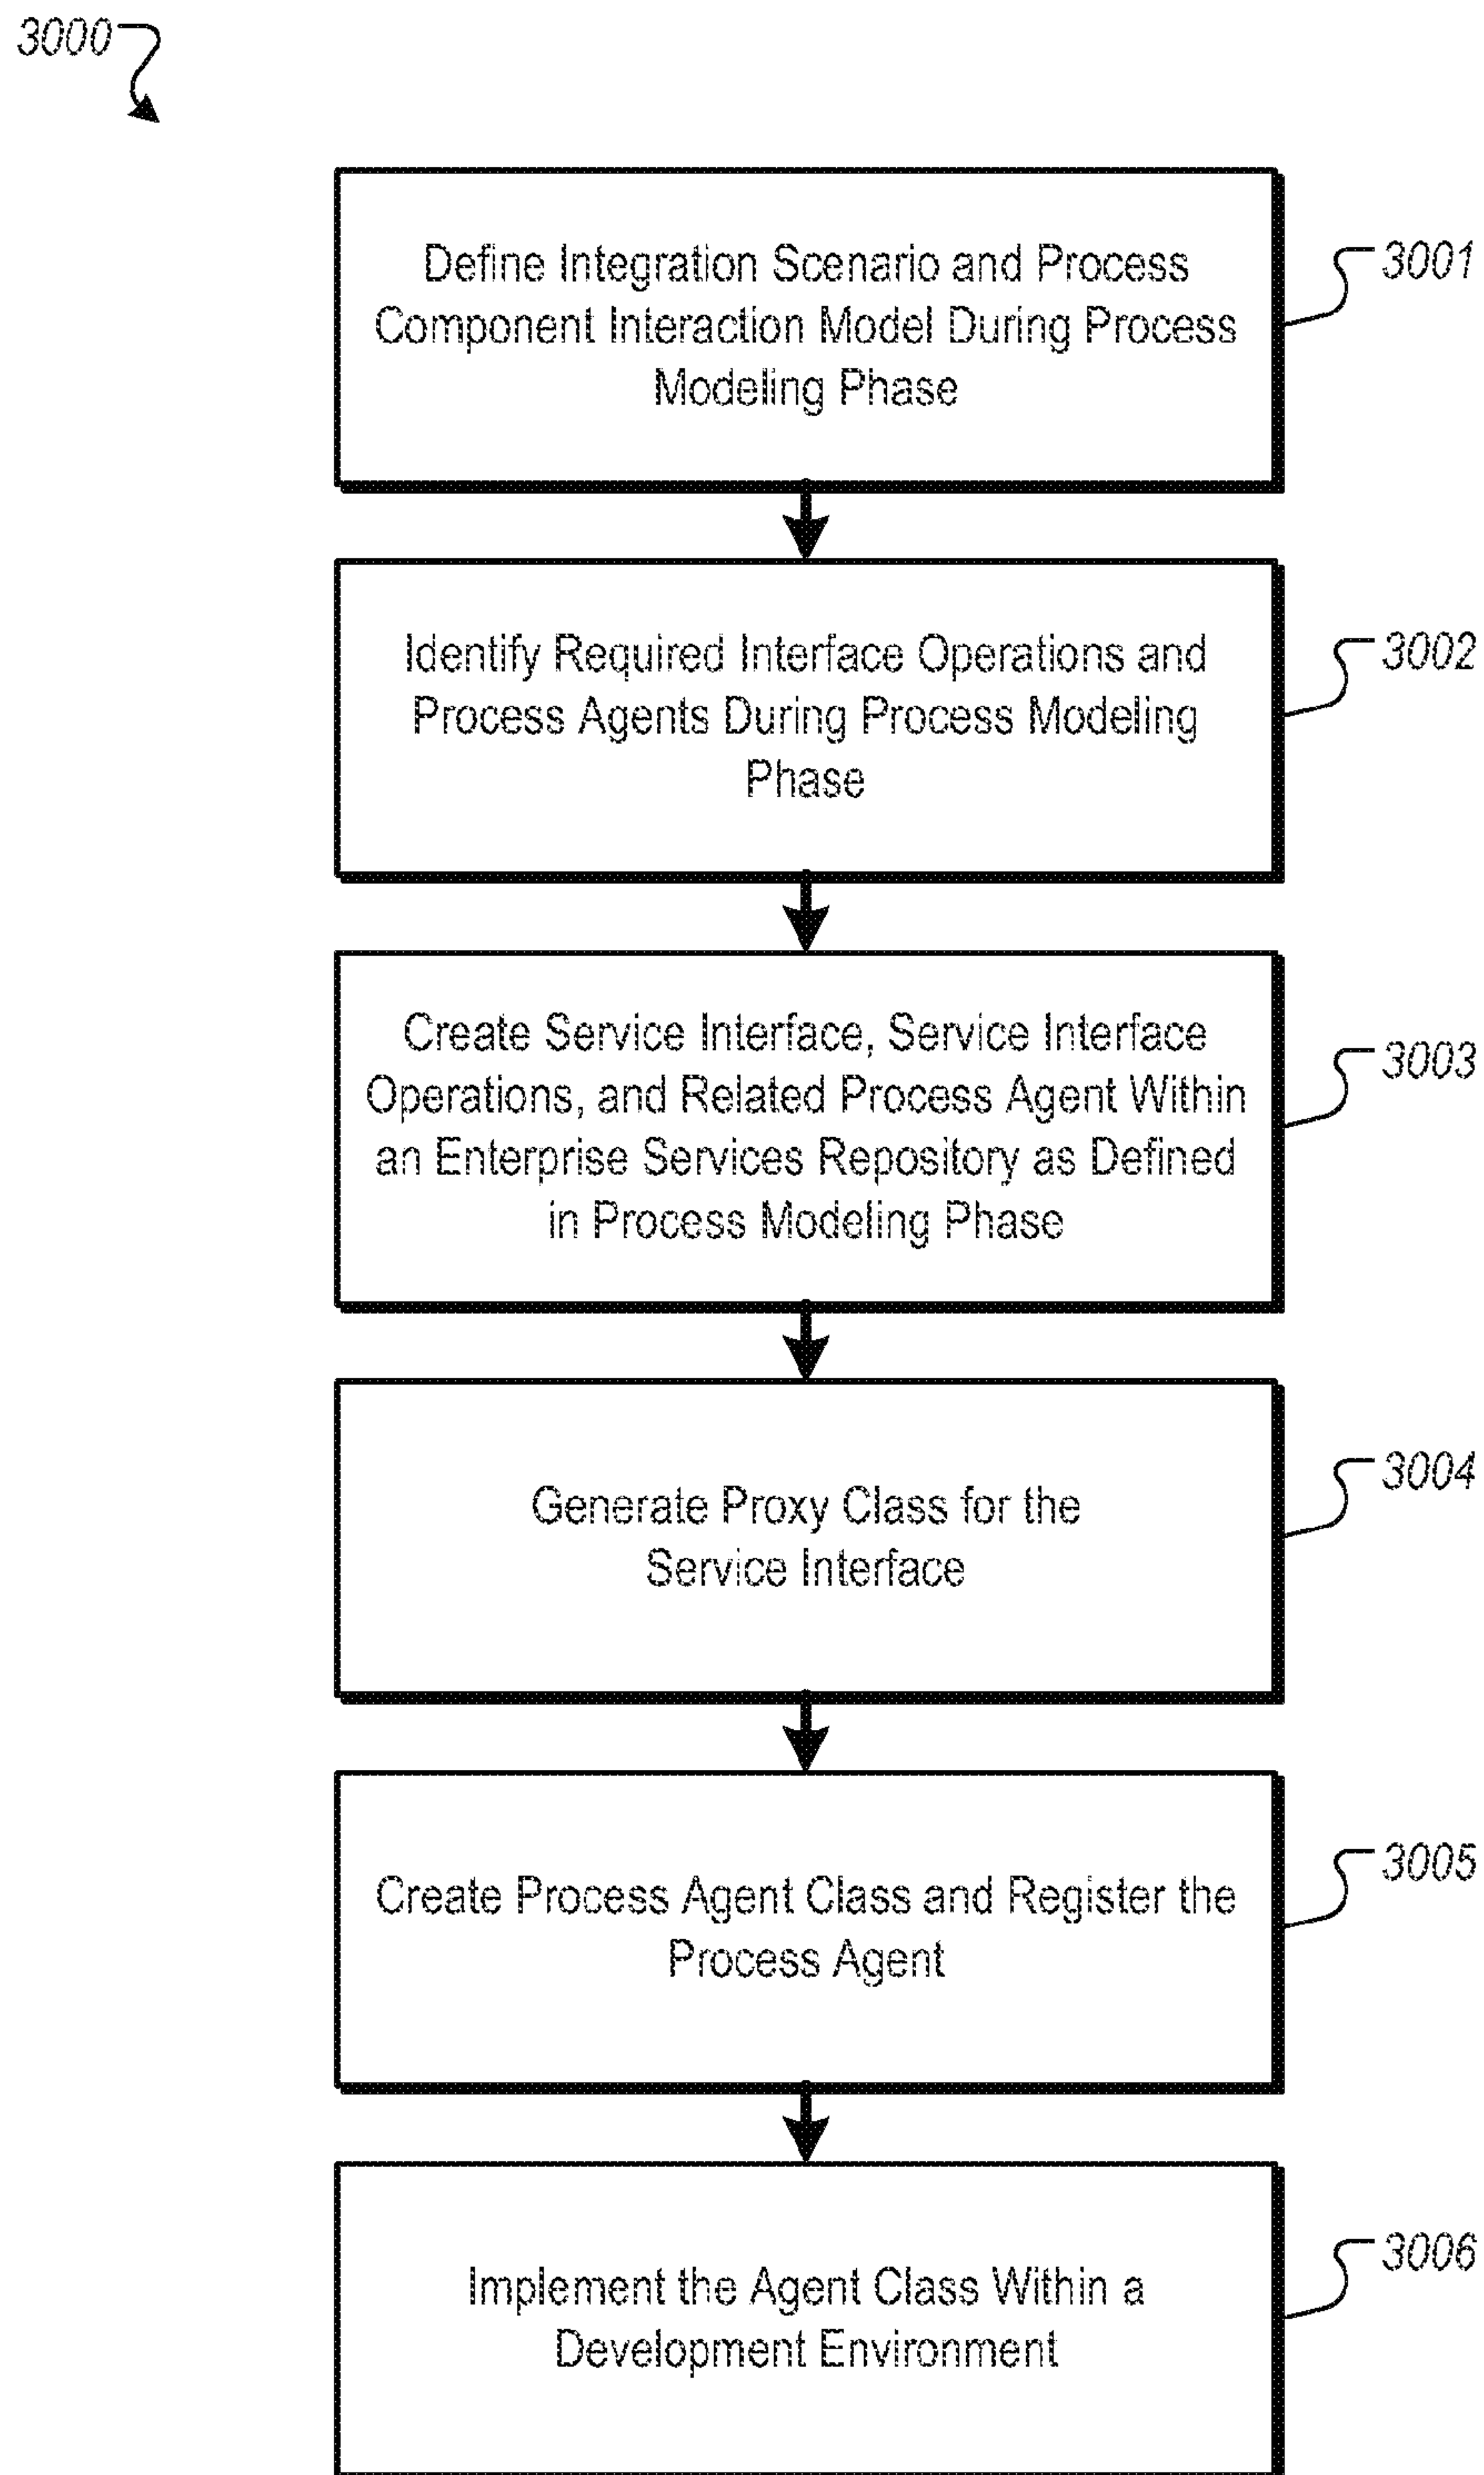 3000
Define Integration Scenario and Process
Component Interaction Model During Process
Modeling Phase
3001
Identify Required Interface Operations and
Process Agents During Process Modeling
Phase
3002
Create Service Interface, Service Interface
Operations, and Related Process Agent Within
an Enterprise Services Repository as Defined
in Process Modeling Phase
3003
Generate Proxy Class for the
Service Interface
3004
Create Process Agent Class and Register the
Process Agent
3005
Implement the Agent Class Within a
Development Environment
3006